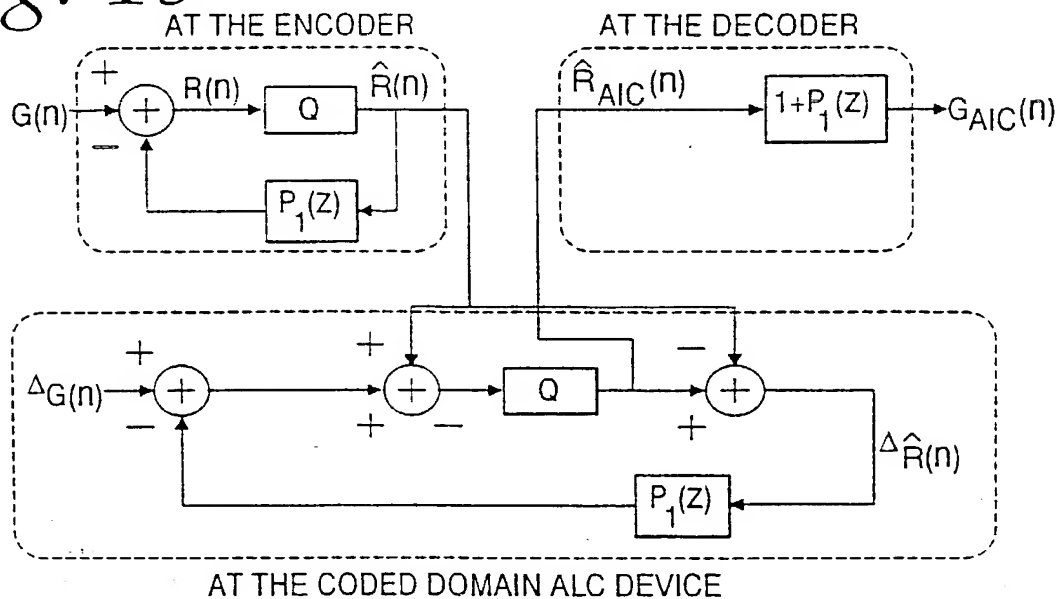 AT THE ENCODER
AT THE DECODER
+
G(n)
+
−
R(n)
Q
R̂(n)
P₁(Z)
R̂AIC(n)
1+P₁(Z)
GAIC(n)
+
ΔG(n)
+
−
+
+
+
−
Q
−
+
+
ΔR̂(n)
P₁(Z)
AT THE CODED DOMAIN ALC DEVICE